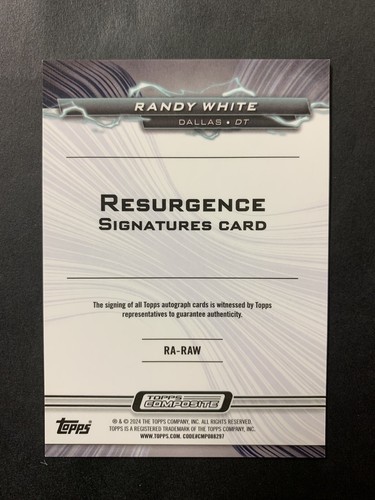 RANDY WHITE
DALLAS • DT
RESURGENCE
SIGNATURES CARD
The signing of all Topps autograph cards is witnessed by Topps
representatives to guarantee authenticity.
RA-RAW
TOPPS
COMPOSITE
Topps
® & © 2024 THE TOPPS COMPANY, INC. ALL RIGHTS RESERVED.
TOPPS IS A REGISTERED TRADEMARK OF THE TOPPS COMPANY, INC.
WWW.TOPPS.COM. CODE#CMP088297